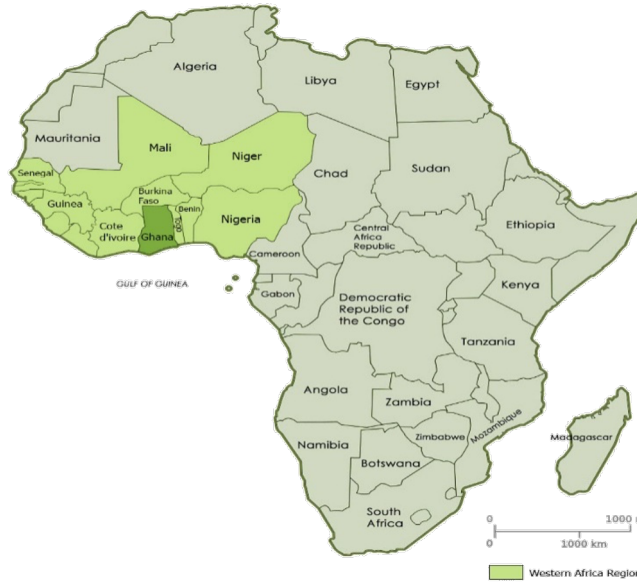 Algeria
Libya
Egypt
Mauritania
Mali
Niger
Chad
Sudan
Senegal
Guinea
Burkina
Faso
Benin
Togo
Nigeria
Cote
d'ivoire
Ghana
Ethiopia
Central
Africa
Republic
Cameroon
GULF OF GUINEA
Gabon
Democratic
Republic of
the Congo
Kenya
Tanzania
Angola
Zambia
Mozambique
Zimbabwe
Madagascar
Namibia
Botswana
South
Africa
0 1000
0 1000 km
Western Africa Region